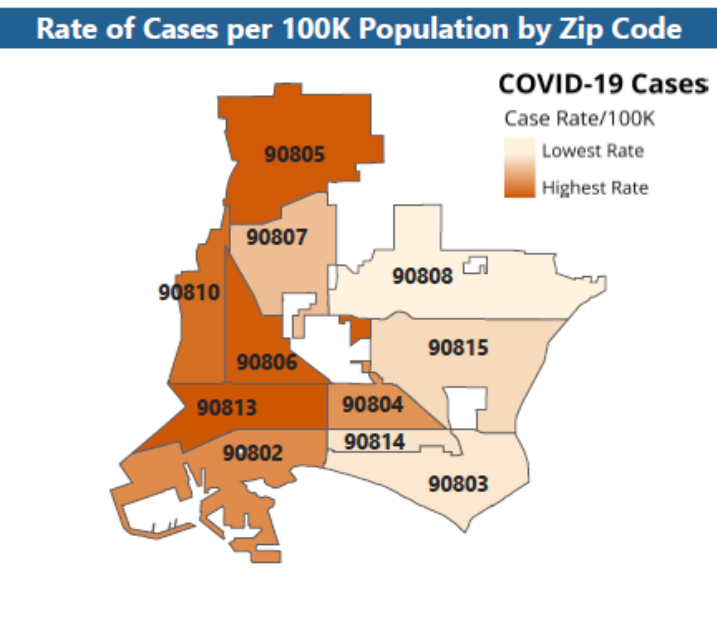 Rate of Cases per 100K Population by Zip Code
COVID-19 Cases
Case Rate/100K
Lowest Rate
Highest Rate
90805
90807
90808
90810
90815
90806
90813
90804
90814
90802
90803